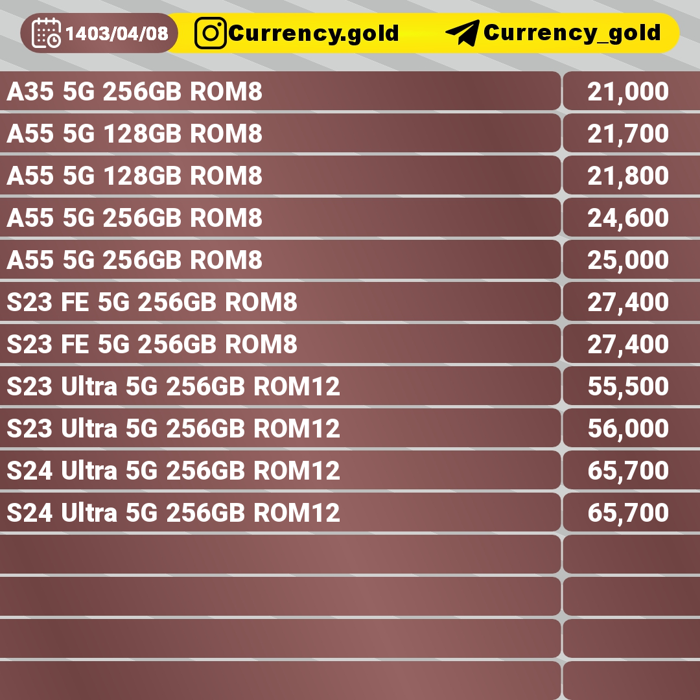 1403/04/08 Currency.gold Currency_gold
A35 5G 256GB ROM8 21,000
A55 5G 128GB ROM8 21,700
A55 5G 128GB ROM8 21,800
A55 5G 256GB ROM8 24,600
A55 5G 256GB ROM8 25,000
S23 FE 5G 256GB ROM8 27,400
S23 FE 5G 256GB ROM8 27,400
S23 Ultra 5G 256GB ROM12 55,500
S23 Ultra 5G 256GB ROM12 56,000
S24 Ultra 5G 256GB ROM12 65,700
S24 Ultra 5G 256GB ROM12 65,700